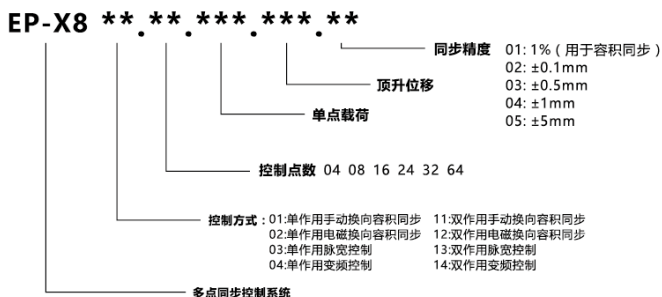 EP-X8 **.**.***.***.**
同步精度 01: 1% ( 用于容积同步 )
02: ±0.1mm
03: ±0.5mm
04: ±1mm
05: ±5mm
顶升位移
单点载荷
控制点数 04 08 16 24 32 64
控制方式 : 01:单作用手动换向容积同步 11:双作用手动换向容积同步
02:单作用电磁换向容积同步 12:双作用电磁换向容积同步
03:单作用脉宽控制 13:双作用脉宽控制
04:单作用变频控制 14:双作用变频控制
多点同步控制系统